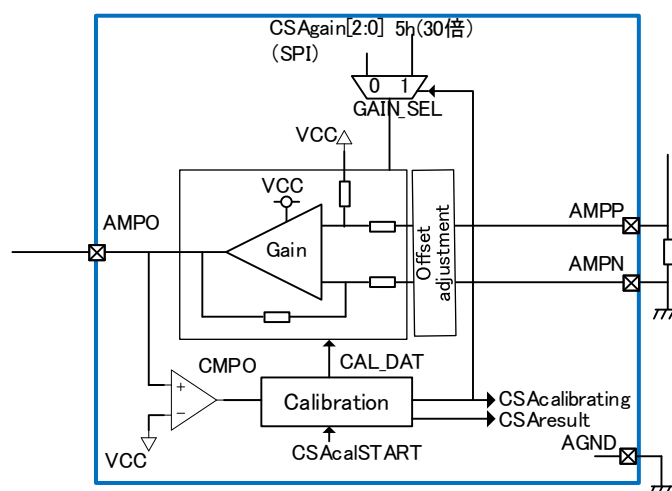 CSAgain[2:0] 5h(30倍)
(SPI)
0 1
GAIN_SEL
VCC
VCC
AMPO
Gain
Offset
adjustment
AMPP
AMPN
CMPO
CAL_DAT
+
−
Calibration
CSAcalibrating
CSAresult
VCC
CSAcalSTART
AGND